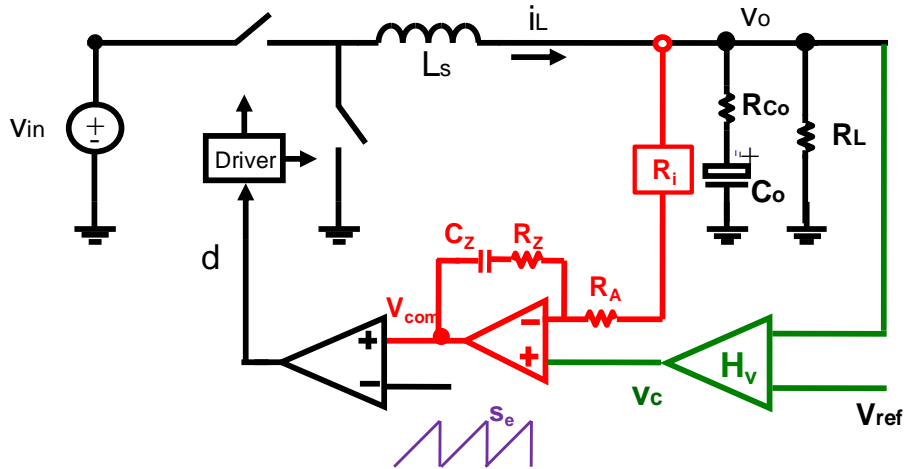 iL
vo
Ls
vin
+
-
Driver
RCo
RL
+
Co
Ri
CZ
RZ
d
RA
Vcom
-
+
+
-
Hv
vc
Vref
se